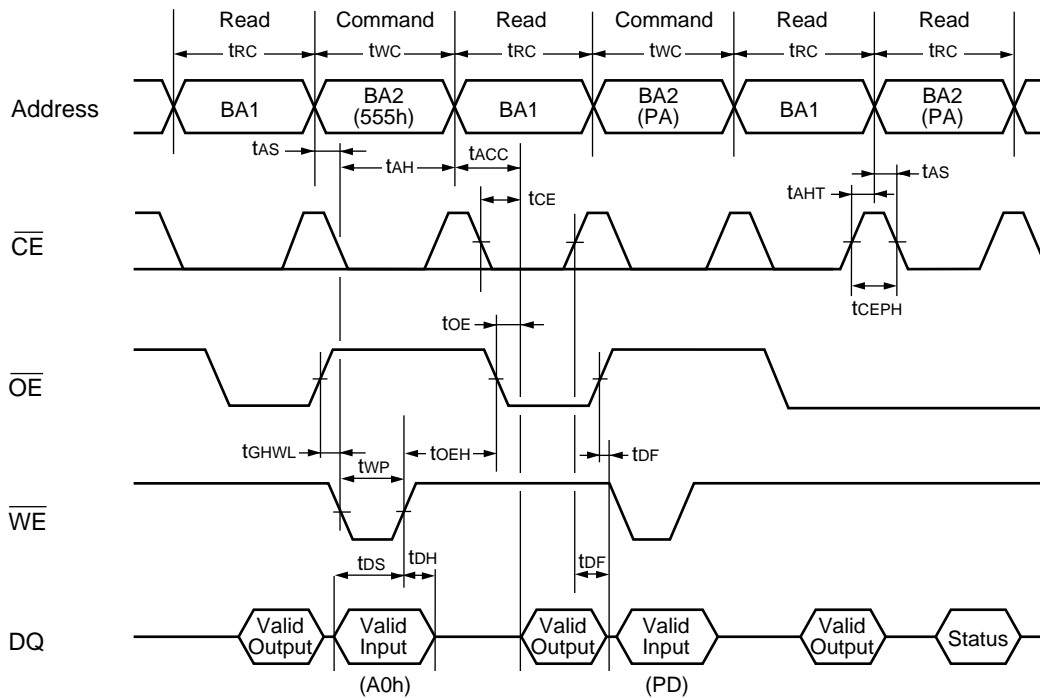 Read Command Read Command Read Read
tRC tWC tRC tWC tRC tRC
Address BA1 BA2 (555h) BA1 BA2 (PA) BA1 BA2 (PA)
tAS tAH tACC tAS
tCE tAHT
CE
tCEPH
tOE
OE
tGHWL tWP tOEH tDF
WE
tDS tDH tDF
DQ Valid Output Valid Input Valid Output Valid Input Valid Output Status
(A0h) (PD)